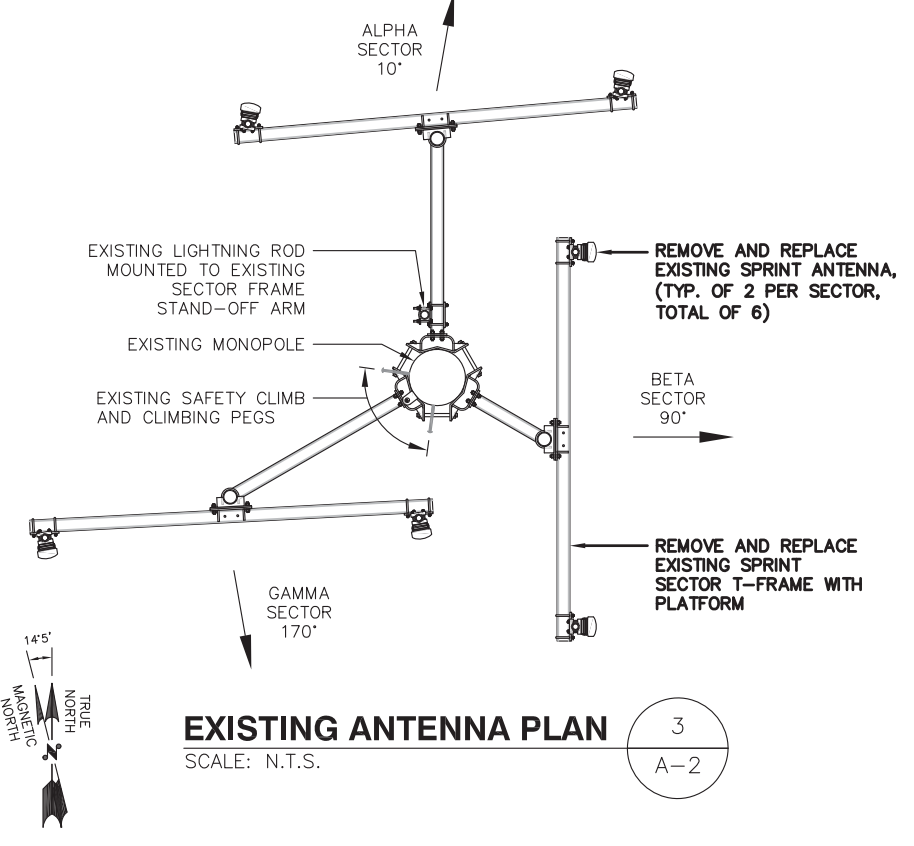 ALPHA
SECTOR
10°
EXISTING LIGHTNING ROD
MOUNTED TO EXISTING
SECTOR FRAME
STAND-OFF ARM
EXISTING MONOPOLE
EXISTING SAFETY CLIMB
AND CLIMBING PEGS
REMOVE AND REPLACE
EXISTING SPRINT ANTENNA,
(TYP. OF 2 PER SECTOR,
TOTAL OF 6)
BETA
SECTOR
90°
REMOVE AND REPLACE
EXISTING SPRINT
SECTOR T-FRAME WITH
PLATFORM
GAMMA
SECTOR
170°
14°5'
TRUE
NORTH
MAGNETIC
NORTH
N
EXISTING ANTENNA PLAN
SCALE: N.T.S.
3
A-2